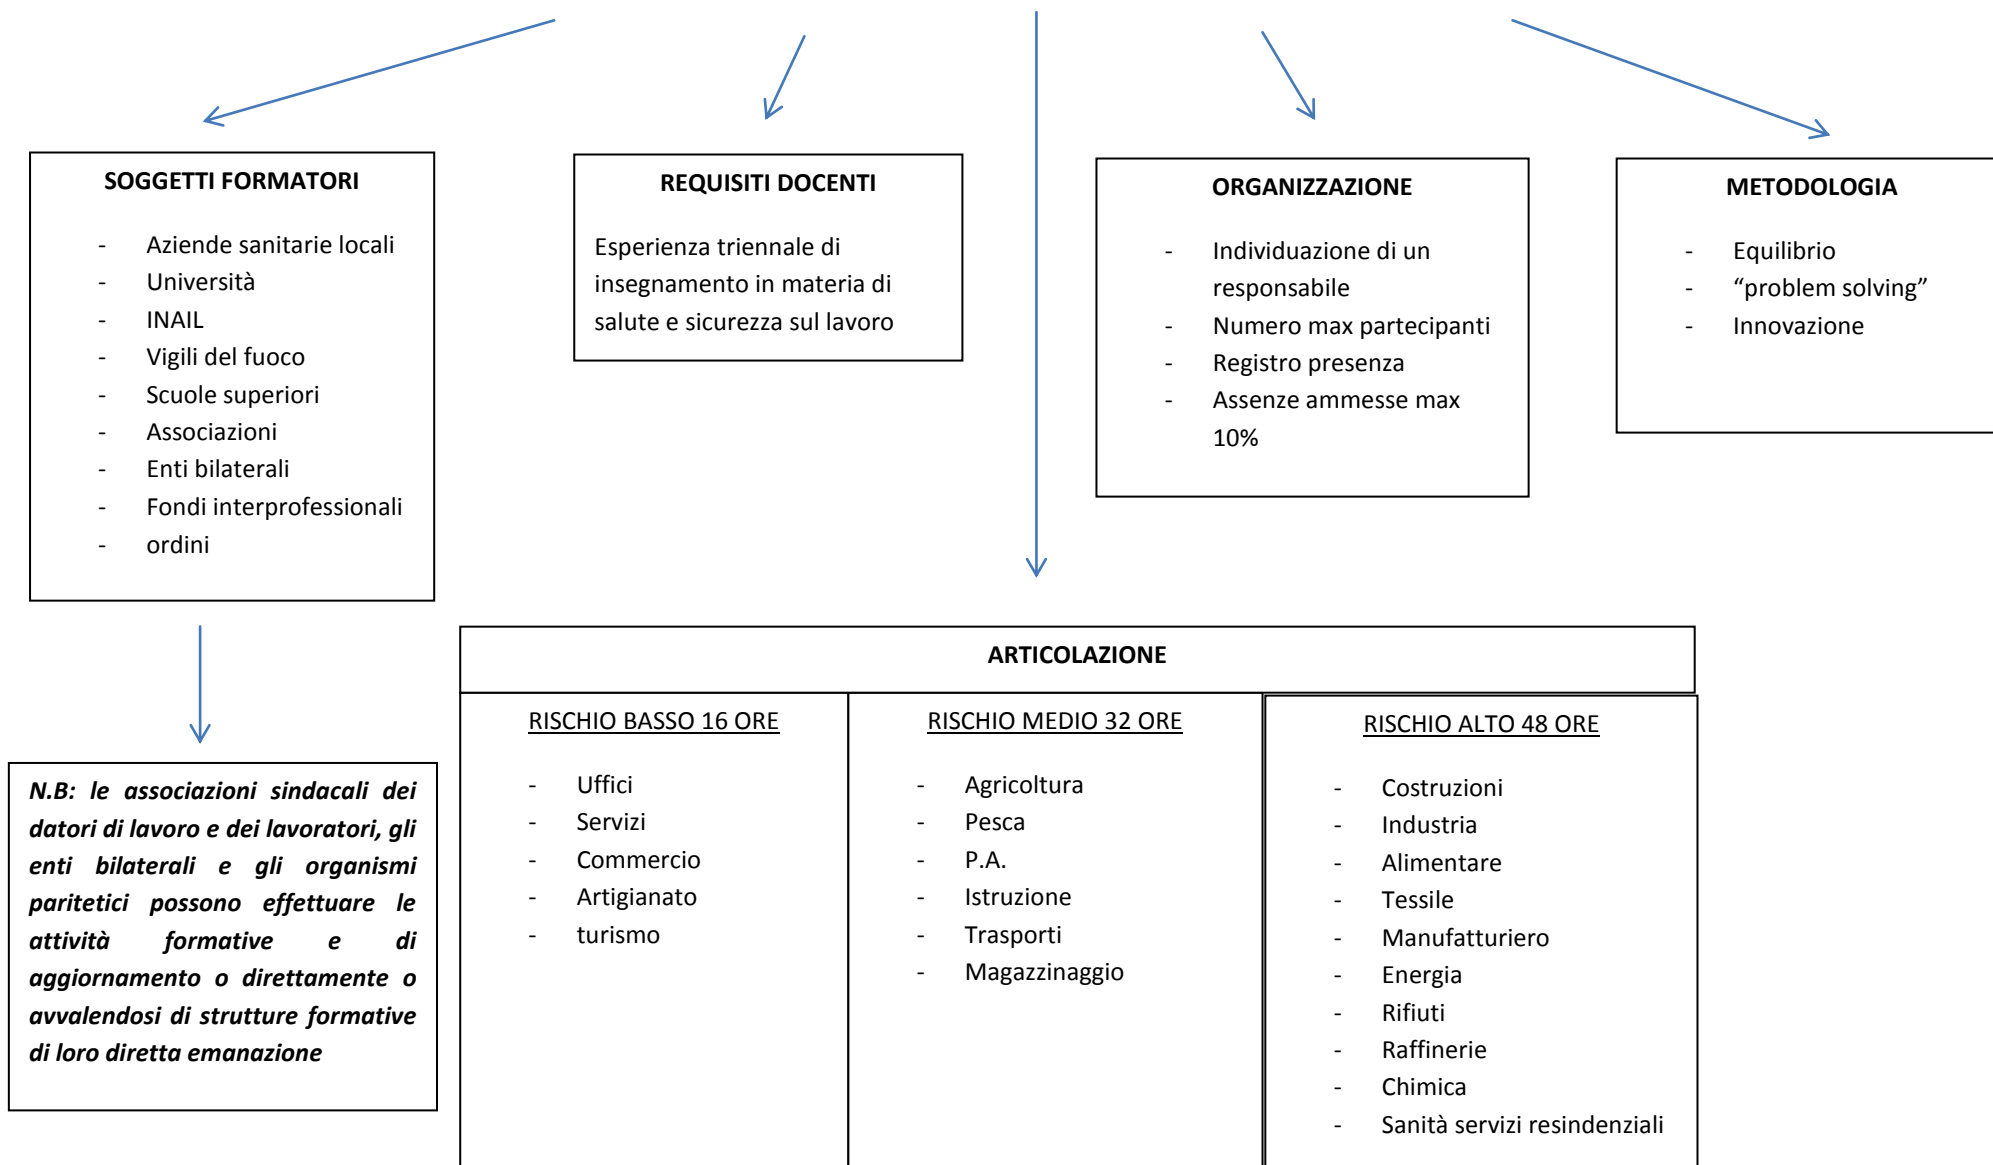 SOGGETTI FORMATORI
- Aziende sanitarie locali
- Università
- INAIL
- Vigili del fuoco
- Scuole superiori
- Associazioni
- Enti bilaterali
- Fondi interprofessionali
- ordini
REQUISITI DOCENTI
Esperienza triennale di
insegnamento in materia di
salute e sicurezza sul lavoro
ORGANIZZAZIONE
- Individuazione di un
responsabile
- Numero max partecipanti
- Registro presenza
- Assenze ammesse max
10%
METODOLOGIA
- Equilibrio
- “problem solving”
- Innovazione
N.B: le associazioni sindacali dei
datori di lavoro e dei lavoratori, gli
enti bilaterali e gli organismi
paritetici possono effettuare le
attività formative e di
aggiornamento o direttamente o
avvalendosi di strutture formative
di loro diretta emanazione
ARTICOLAZIONE
RISCHIO BASSO 16 ORE
- Uffici
- Servizi
- Commercio
- Artigianato
- turismo
RISCHIO MEDIO 32 ORE
- Agricoltura
- Pesca
- P.A.
- Istruzione
- Trasporti
- Magazzinaggio
RISCHIO ALTO 48 ORE
- Costruzioni
- Industria
- Alimentare
- Tessile
- Manufatturiero
- Energia
- Rifiuti
- Raffinerie
- Chimica
- Sanità servizi resindenziali